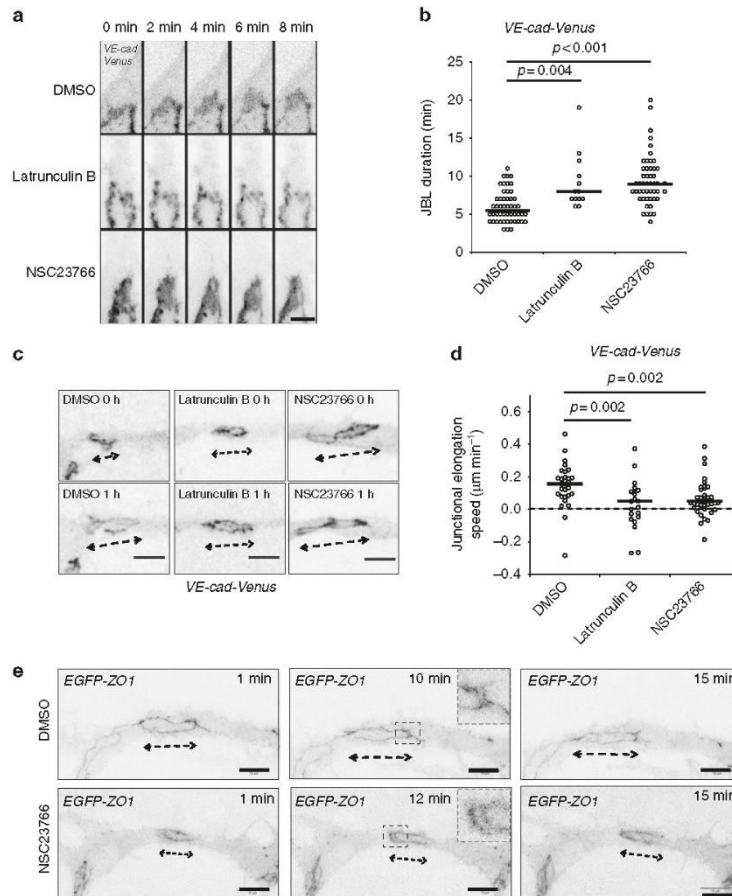 a
0 min 2 min 4 min 6 min 8 min
VE-cad
Venus
DMSO
Latrunculin B
NSC23766
b
VE-cad-Venus
p<0.001
p=0.004
JBL duration (min)
25
20
15
10
5
0
DMSO
Latrunculin B
NSC23766
c
DMSO 0 h Latrunculin B 0 h NSC23766 0 h
DMSO 1 h Latrunculin B 1 h NSC23766 1 h
VE-cad-Venus
d
VE-cad-Venus
p=0.002
p=0.002
Junctional elongation
speed (µm min⁻¹)
0.6
0.4
0.2
0.0
–0.2
–0.4
DMSO
Latrunculin B
NSC23766
e
DMSO
EGFP-ZO1 1 min
EGFP-ZO1 10 min
EGFP-ZO1 15 min
NSC23766
EGFP-ZO1 1 min
EGFP-ZO1 12 min
EGFP-ZO1 15 min